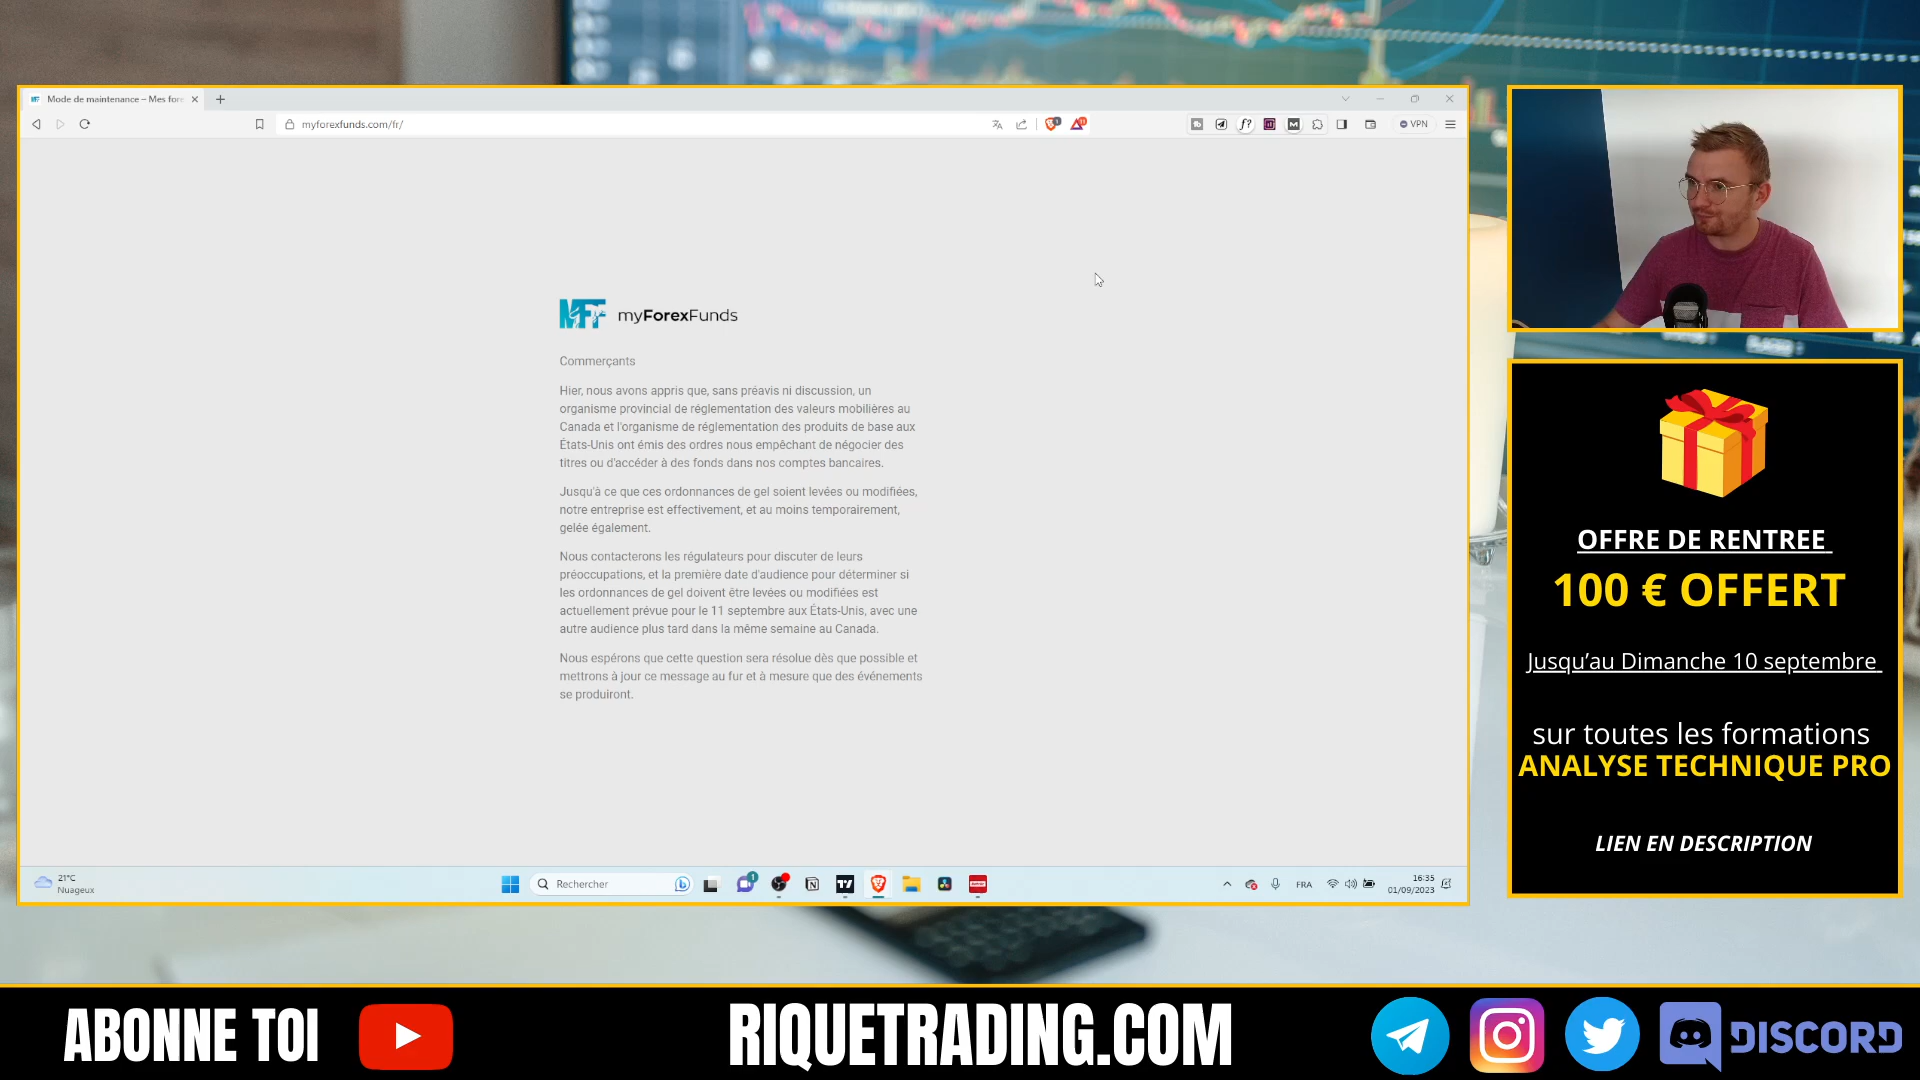 Mode de maintenance – Mes fore
myforexfunds.com/fr/
VPN
MFF myForexFunds
Commerçants
Hier, nous avons appris que, sans préavis ni discussion, un
organisme provincial de réglementation des valeurs mobilières au
Canada et l'organisme de réglementation des produits de base aux
États-Unis ont émis des ordres nous empêchant de négocier des
titres ou d'accéder à des fonds dans nos comptes bancaires.
Jusqu'à ce que ces ordonnances de gel soient levées ou modifiées,
notre entreprise est effectivement, et au moins temporairement,
gelée également.
Nous contacterons les régulateurs pour discuter de leurs
préoccupations, et la première date d'audience pour déterminer si
les ordonnances de gel doivent être levées ou modifiées est
actuellement prévue pour le 11 septembre aux États-Unis, avec une
autre audience plus tard dans la même semaine au Canada.
Nous espérons que cette question sera résolue dès que possible et
mettrons à jour ce message au fur et à mesure que des événements
se produiront.
21°C
Nuageux
Rechercher
FRA
16:35
01/09/2023
OFFRE DE RENTREE
100 € OFFERT
Jusqu'au Dimanche 10 septembre
sur toutes les formations
ANALYSE TECHNIQUE PRO
LIEN EN DESCRIPTION
ABONNE TOI
RIQUETRADING.COM
DISCORD